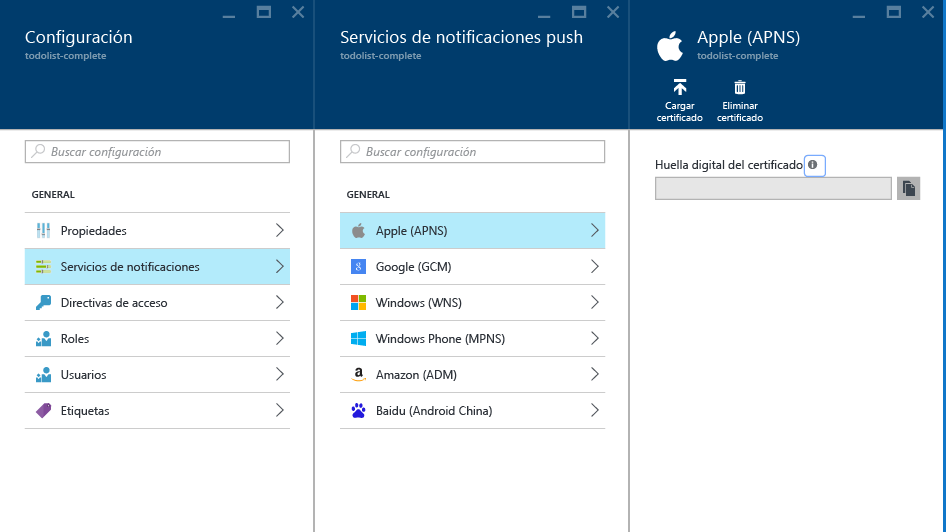 Configuración
todolist-complete
Buscar configuración
GENERAL
Propiedades
Servicios de notificaciones
Directivas de acceso
Roles
Usuarios
Etiquetas
Servicios de notificaciones push
todolist-complete
Buscar configuración
GENERAL
Apple (APNS)
Google (GCM)
Windows (WNS)
Windows Phone (MPNS)
Amazon (ADM)
Baidu (Android China)
Apple (APNS)
todolist-complete
Cargar
certificado
Eliminar
certificado
Huella digital del certificado